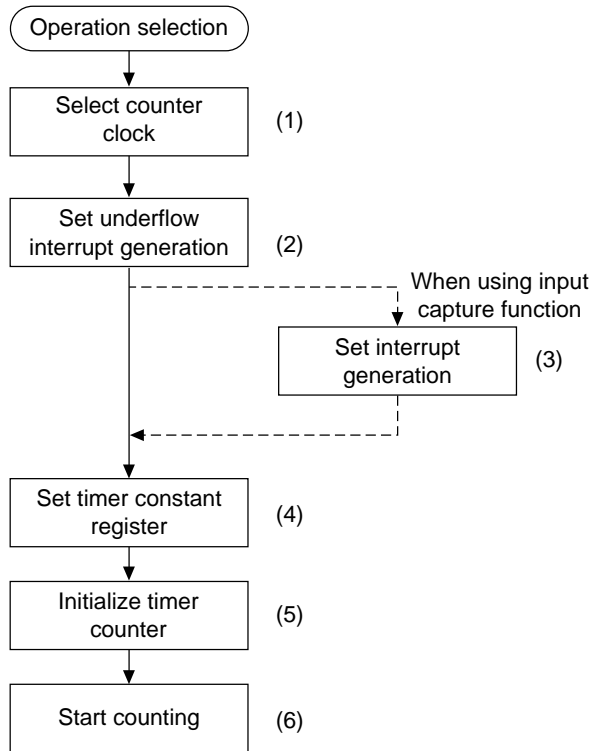 Operation selection
Select counter
clock
(1)
Set underflow
interrupt generation
(2)
When using input
capture function
Set interrupt
generation
(3)
Set timer constant
register
(4)
Initialize timer
counter
(5)
Start counting
(6)